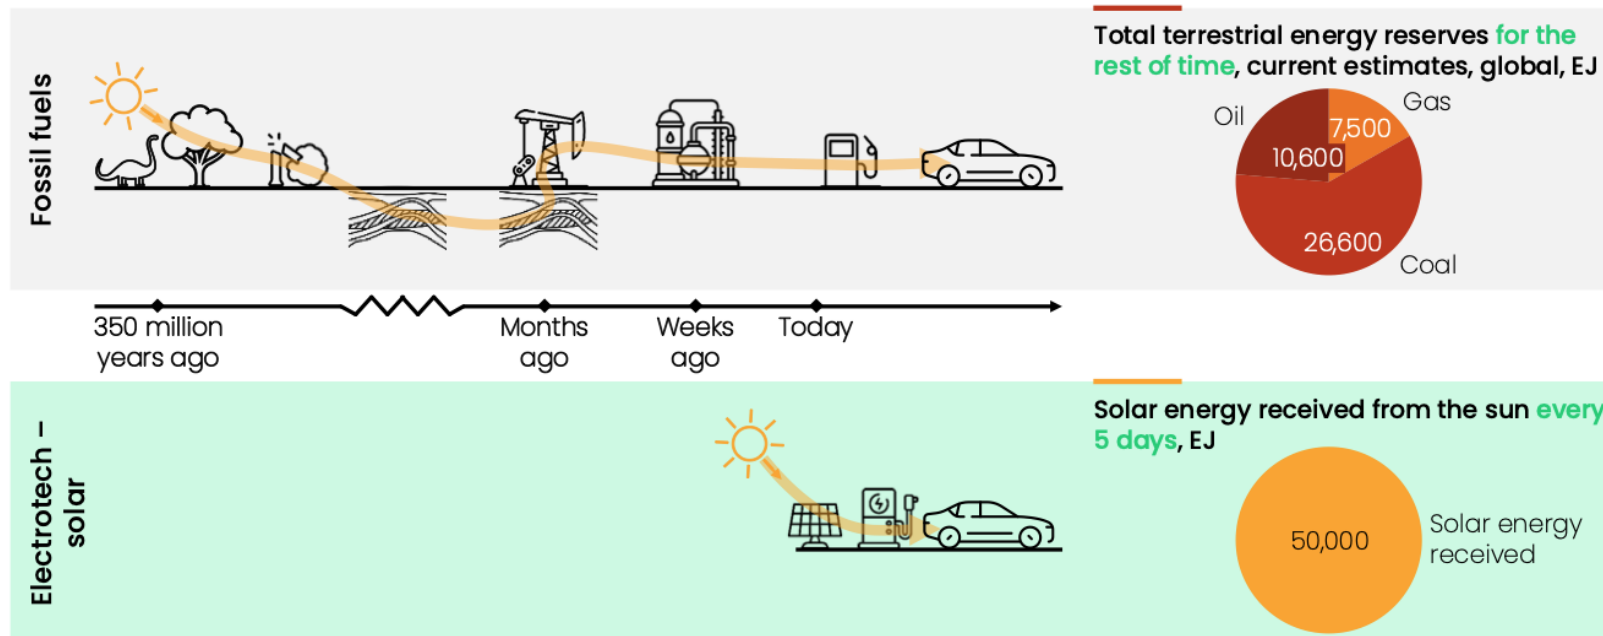 Fossil fuels
Total terrestrial energy reserves for the
rest of time, current estimates, global, EJ
Oil
Gas
7,500
10,600
26,600
Coal
350 million
years ago
Months
ago
Weeks
ago
Today
Electrotech –
solar
Solar energy received from the sun every
5 days, EJ
50,000
Solar energy
received